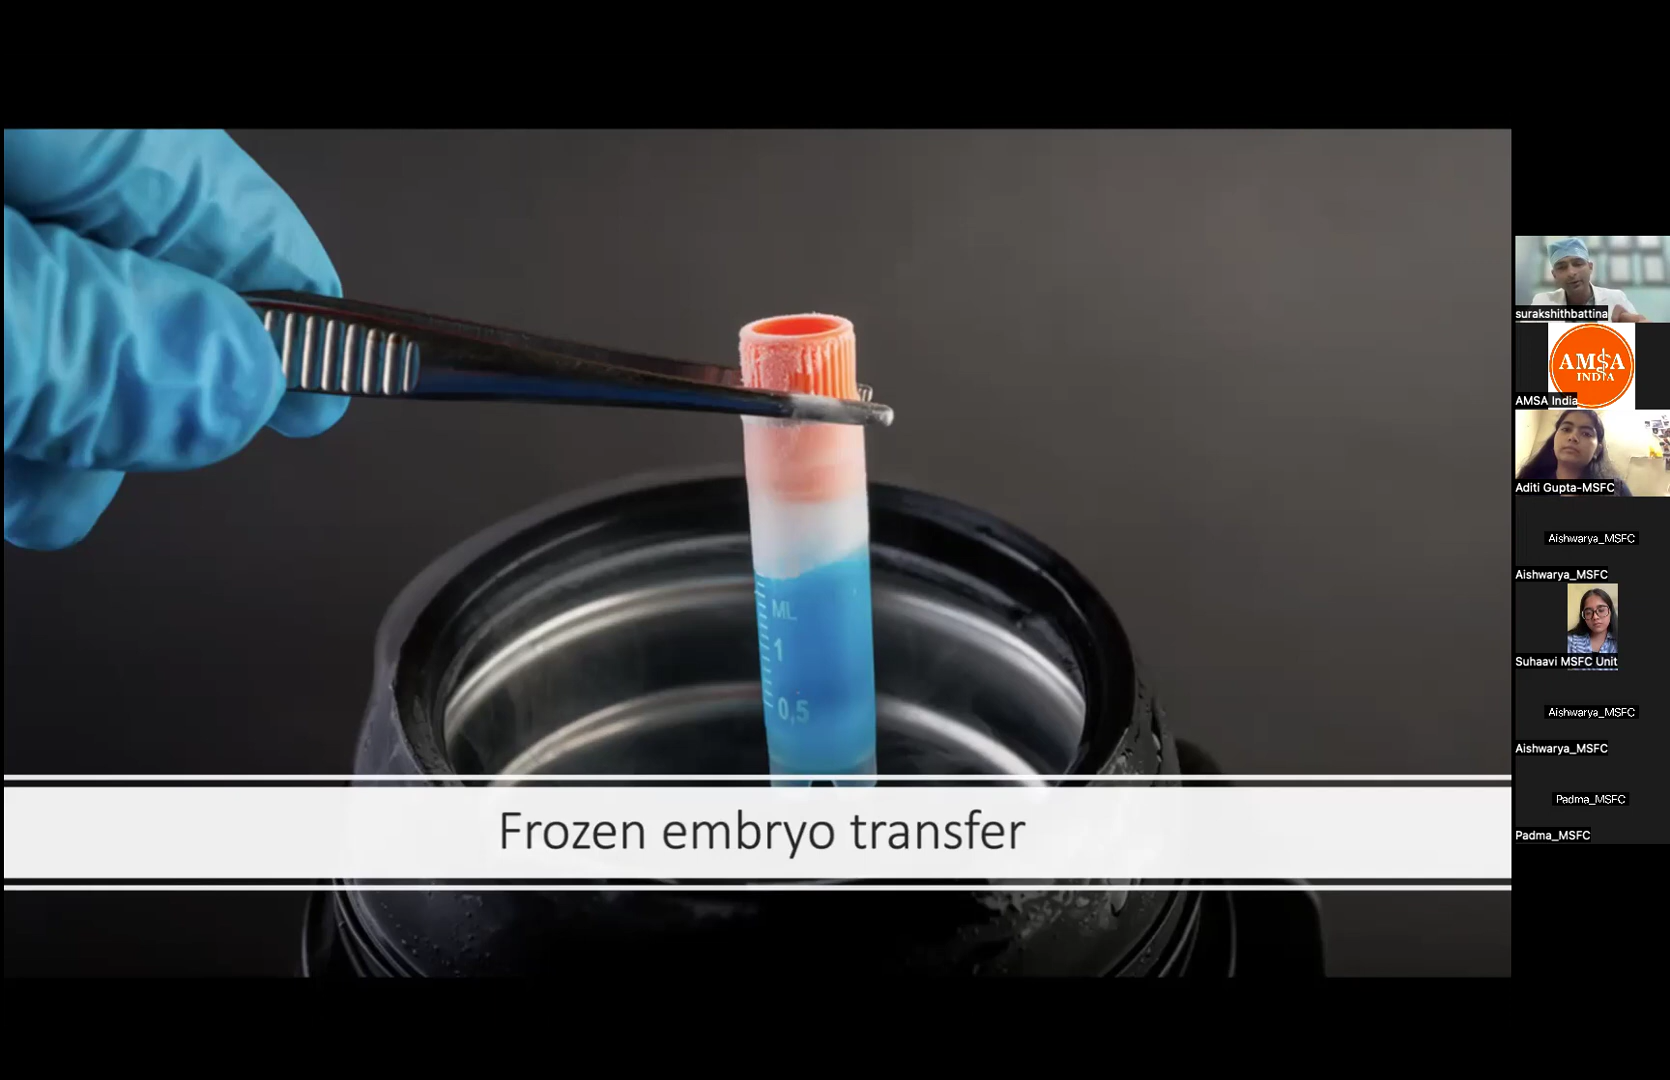 ML
1
0,5
Frozen embryo transfer
surakshithbattina
AMSA
INDIA
AMSA India
Aditi Gupta-MSFC
Aishwarya_MSFC
Aishwarya_MSFC
Suhaavi MSFC Unit
Aishwarya_MSFC
Aishwarya_MSFC
Padma_MSFC
Padma_MSFC